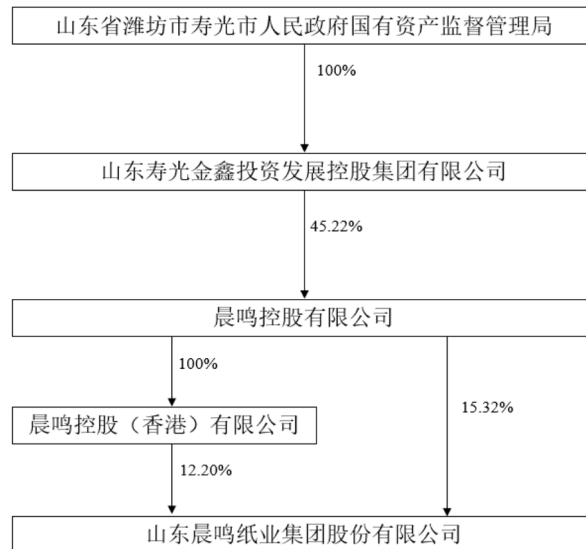 山东省潍坊市寿光市人民政府国有资产监督管理局
100%
山东寿光金鑫投资发展控股集团有限公司
45.22%
晨鸣控股有限公司
100%
15.32%
晨鸣控股（香港）有限公司
12.20%
山东晨鸣纸业集团股份有限公司